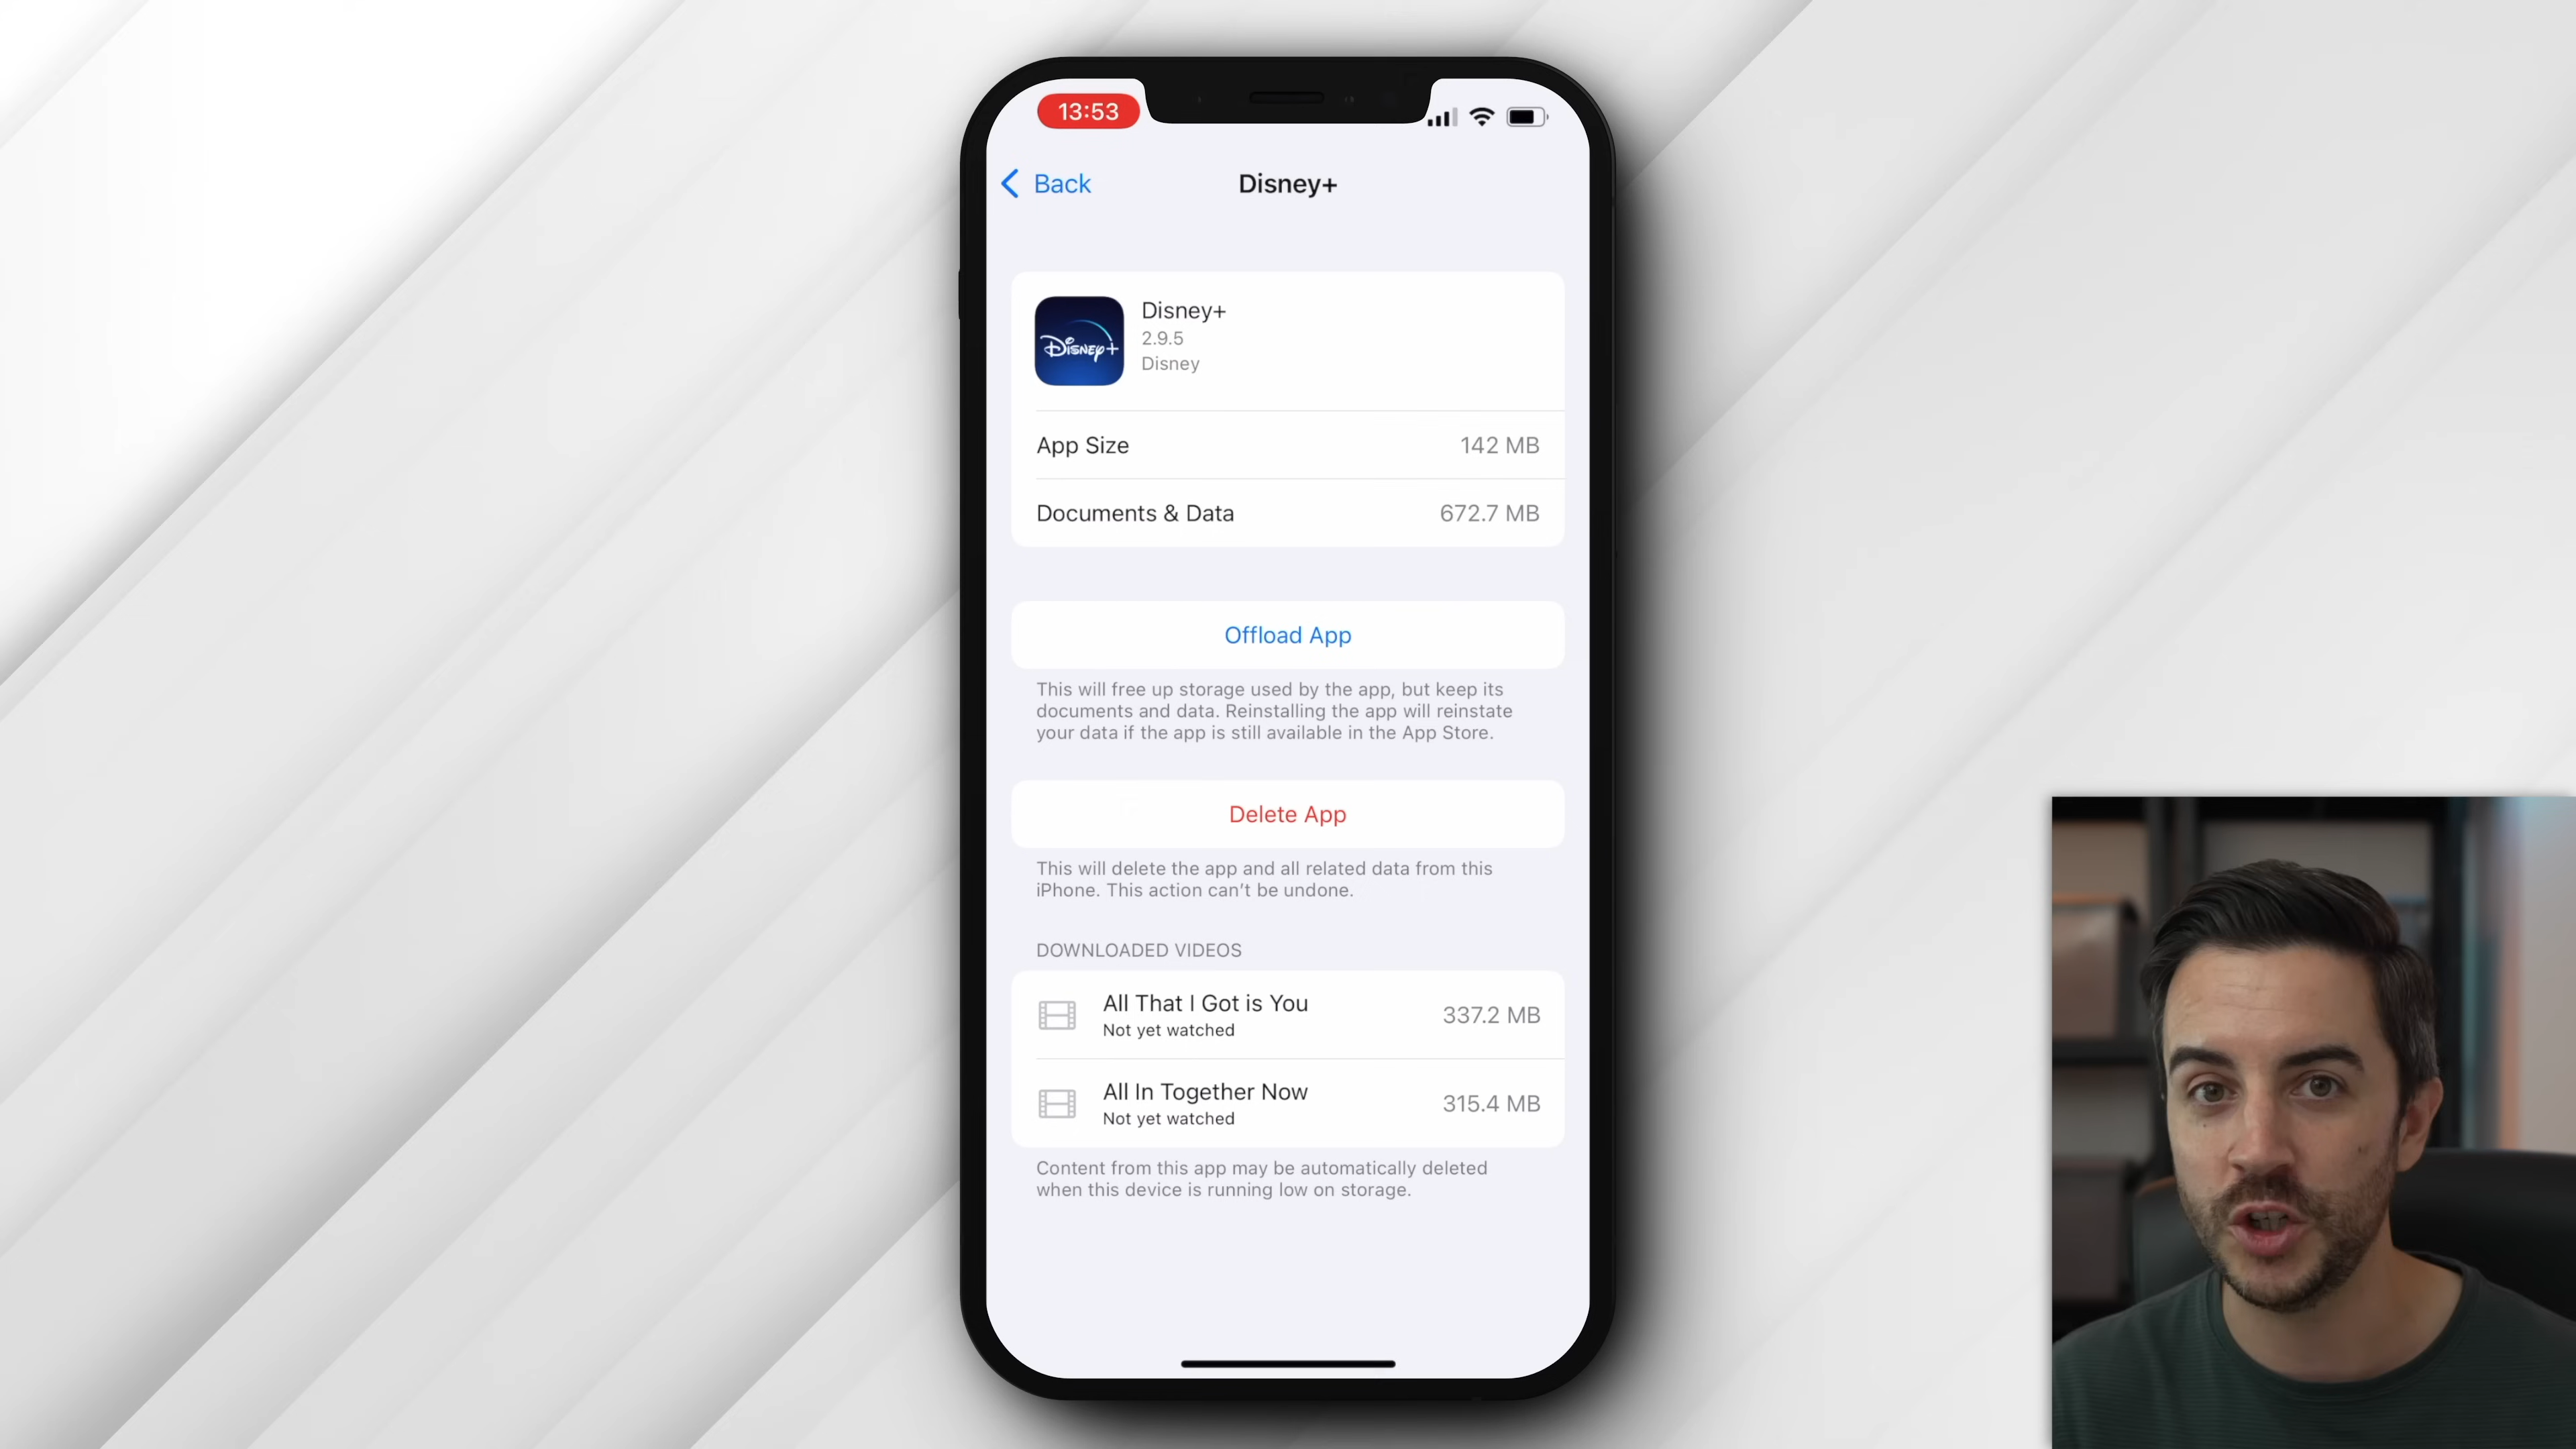 13:53
Back
Disney+
Disney+
Disney+
2.9.5
Disney
App Size
142 MB
Documents & Data
672.7 MB
Offload App
This will free up storage used by the app, but keep its
documents and data. Reinstalling the app will reinstate
your data if the app is still available in the App Store.
Delete App
This will delete the app and all related data from this
iPhone. This action can't be undone.
DOWNLOADED VIDEOS
All That I Got is You
Not yet watched
337.2 MB
All In Together Now
Not yet watched
315.4 MB
Content from this app may be automatically deleted
when this device is running low on storage.